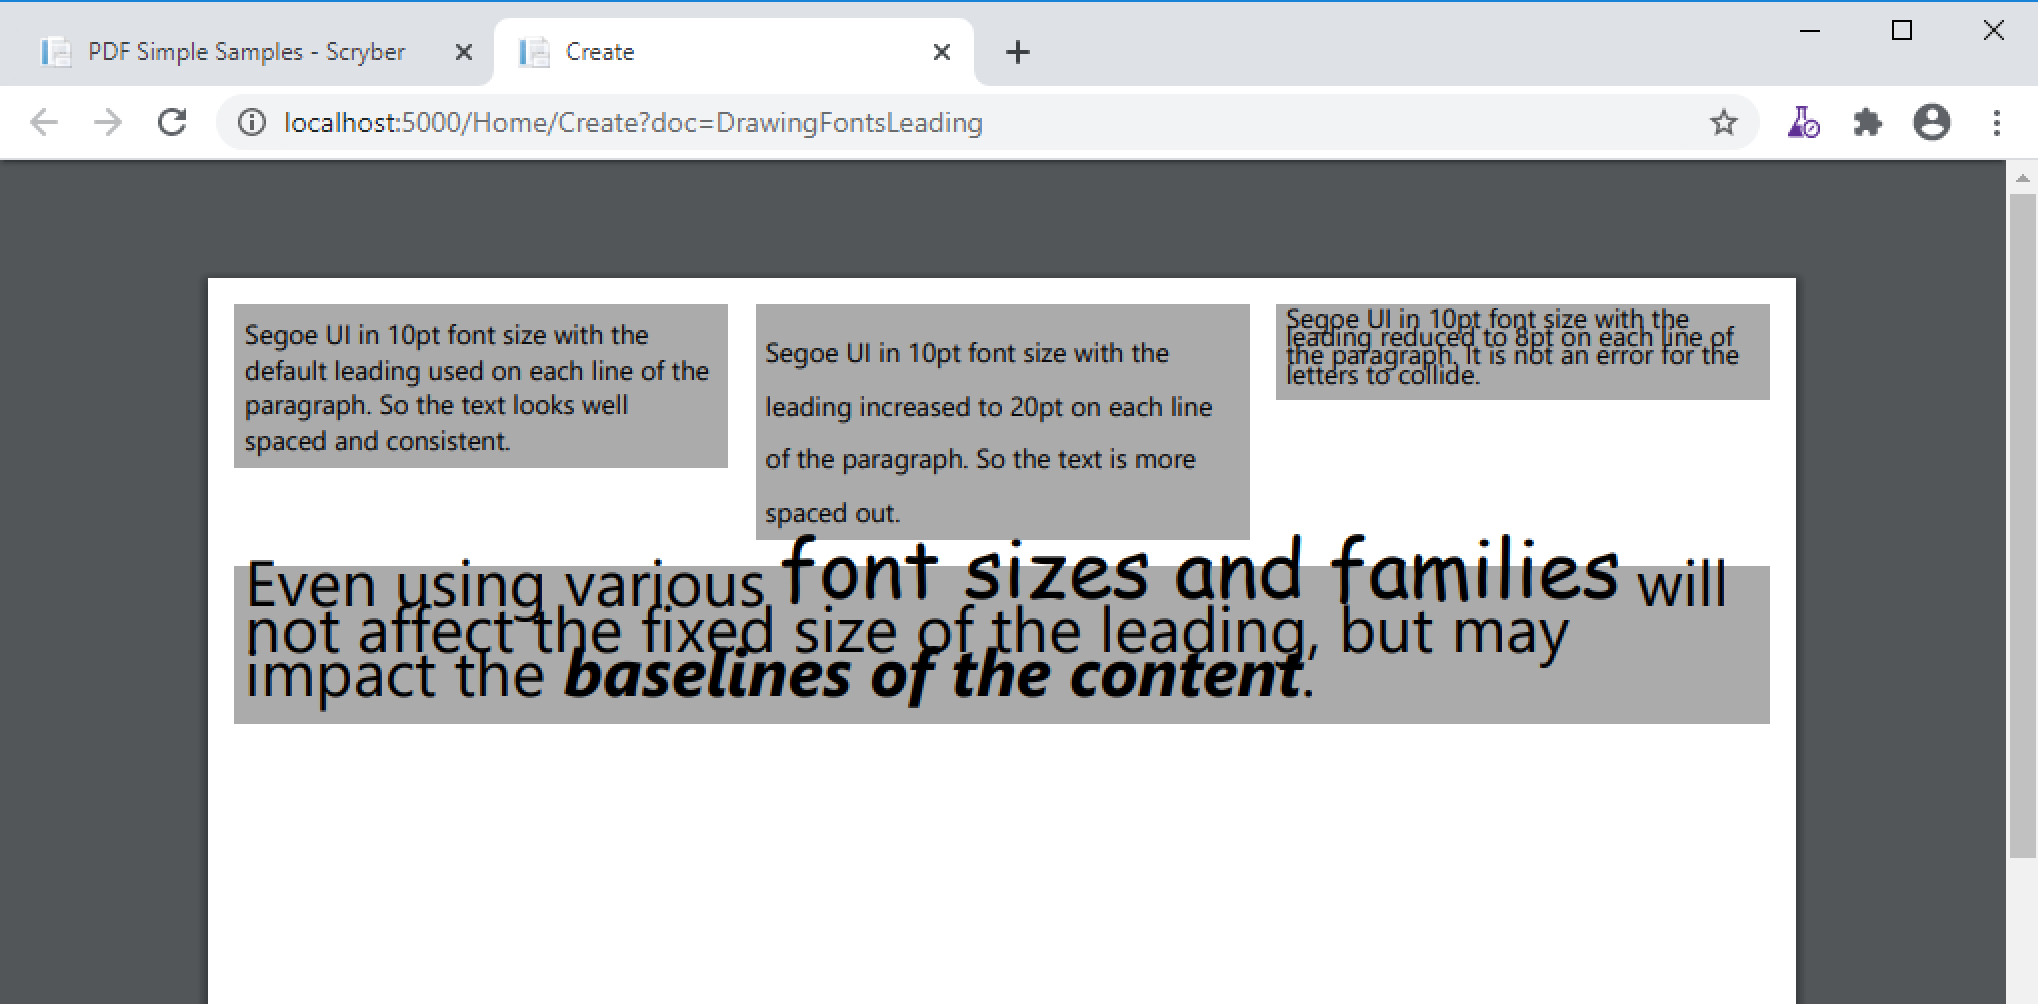 PDF Simple Samples - Scryber
Create
localhost:5000/Home/Create?doc=DrawingFontsLeading
Segoe UI in 10pt font size with the
default leading used on each line of the
paragraph. So the text looks well
spaced and consistent.
Segoe UI in 10pt font size with the
leading increased to 20pt on each line
of the paragraph. So the text is more
spaced out.
Segoe UI in 10pt font size with the
leading reduced to 8pt on each line of
the paragraph. It is not an error for the
letters to collide.
Even using various font sizes and families will
not affect the fixed size of the leading, but may
impact the baselines of the content.